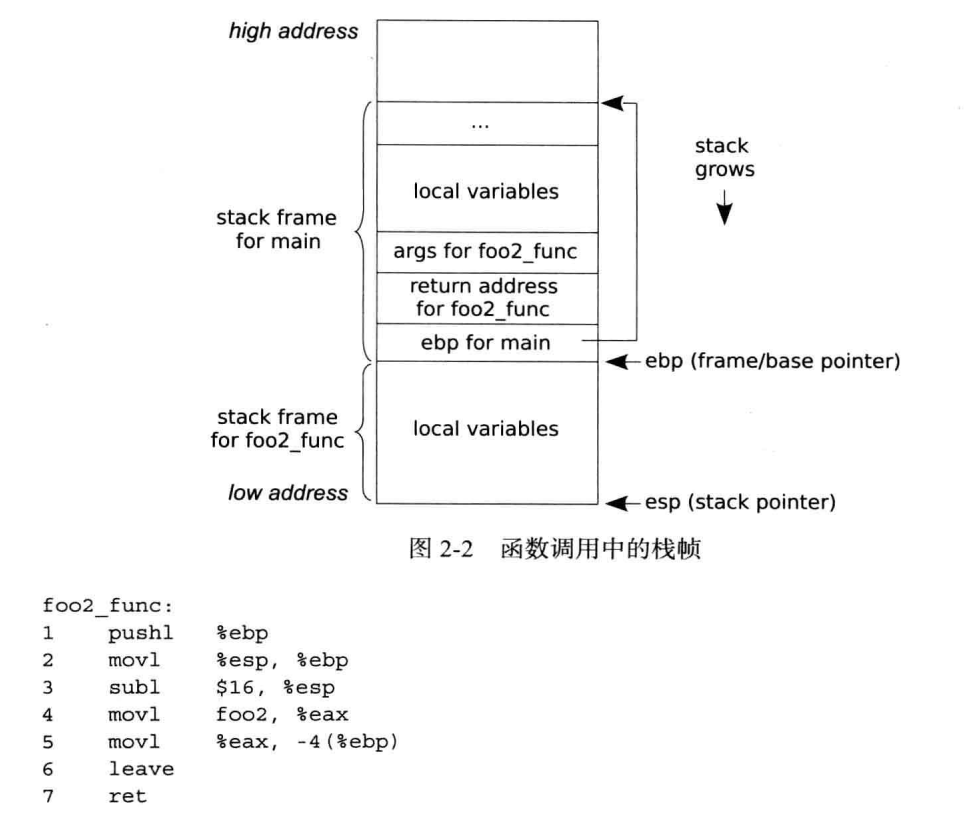 high address
...
stack
grows
local variables
stack frame
for main
args for foo2_func
return address
for foo2_func
ebp for main
ebp (frame/base pointer)
stack frame
for foo2_func
local variables
low address
esp (stack pointer)
图 2-2 函数调用中的栈帧
foo2_func:
1 pushl %ebp
2 movl %esp, %ebp
3 subl $16, %esp
4 movl foo2, %eax
5 movl %eax, -4(%ebp)
6 leave
7 ret